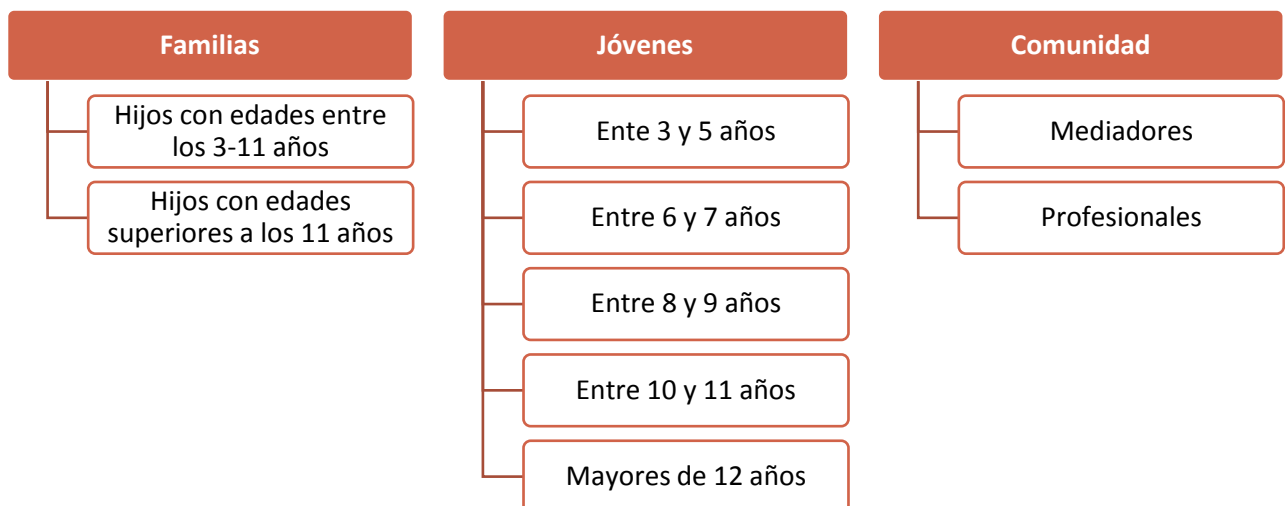 Familias
Hijos con edades entre
los 3-11 años
Hijos con edades
superiores a los 11 años
Jóvenes
Ente 3 y 5 años
Entre 6 y 7 años
Entre 8 y 9 años
Entre 10 y 11 años
Mayores de 12 años
Comunidad
Mediadores
Profesionales